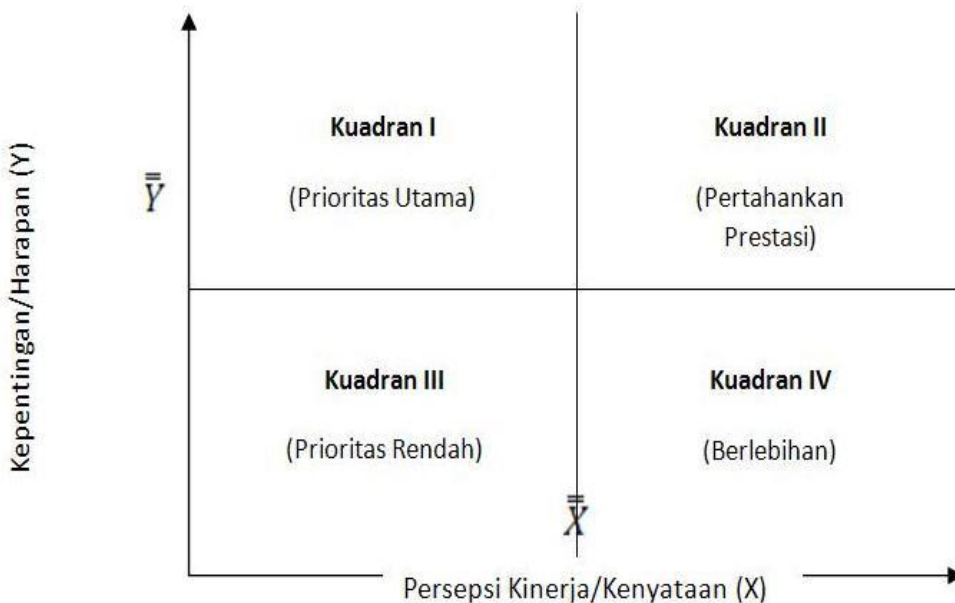 Kepentingan/Harapan (Y)
Kuadran I
(Prioritas Utama)
Kuadran II
(Pertahankan
Prestasi)
Y̿
Kuadran III
(Prioritas Rendah)
Kuadran IV
(Berlebihan)
X̿
Persepsi Kinerja/Kenyataan (X)